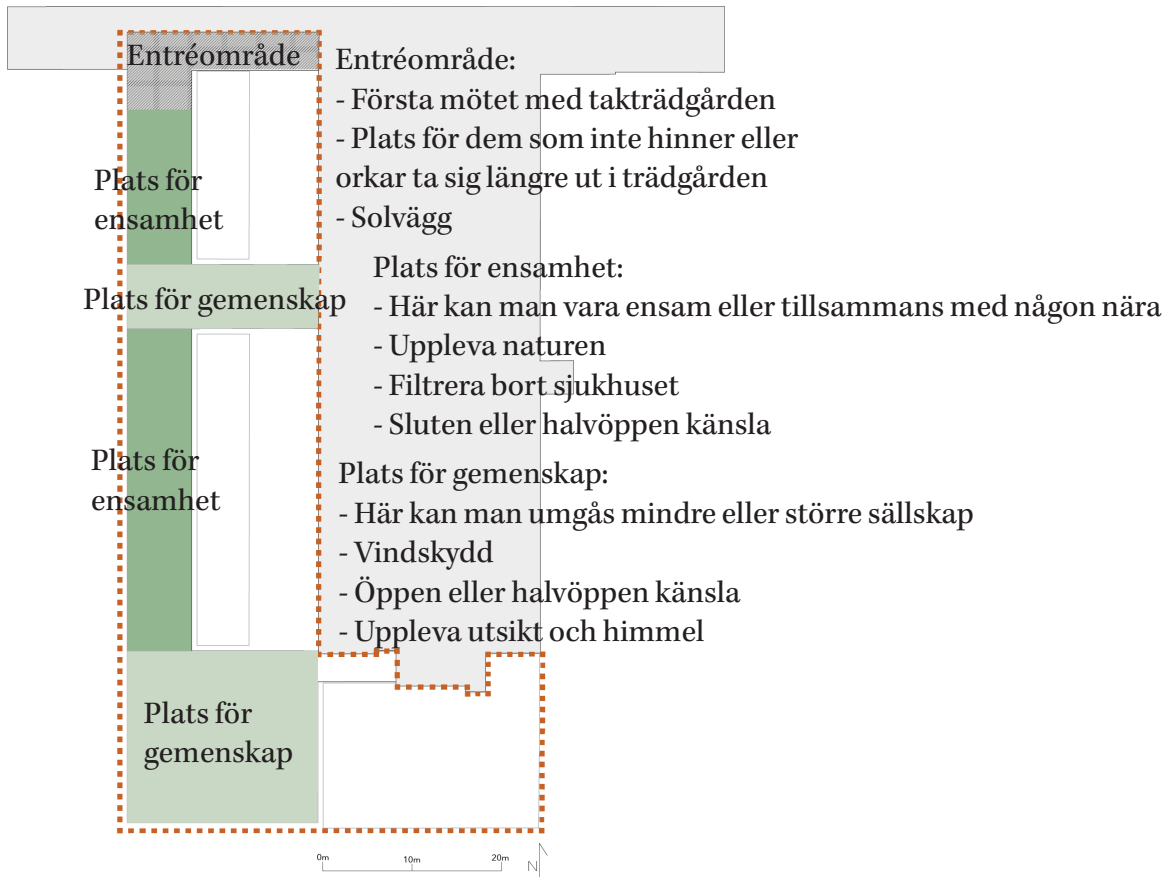 Entréområde
Plats för
ensamhet
Plats för gemenskap
Plats för
ensamhet
Plats för
gemenskap
Entréområde:
- Första mötet med takträdgården
- Plats för dem som inte hinner eller
orkar ta sig längre ut i trädgården
- Solvägg
Plats för ensamhet:
- Här kan man vara ensam eller tillsammans med någon nära
- Uppleva naturen
- Filtrera bort sjukhuset
- Sluten eller halvöppen känsla
Plats för gemenskap:
- Här kan man umgås mindre eller större sällskap
- Vindskydd
- Öppen eller halvöppen känsla
- Uppleva utsikt och himmel
0m 10m 20m
N